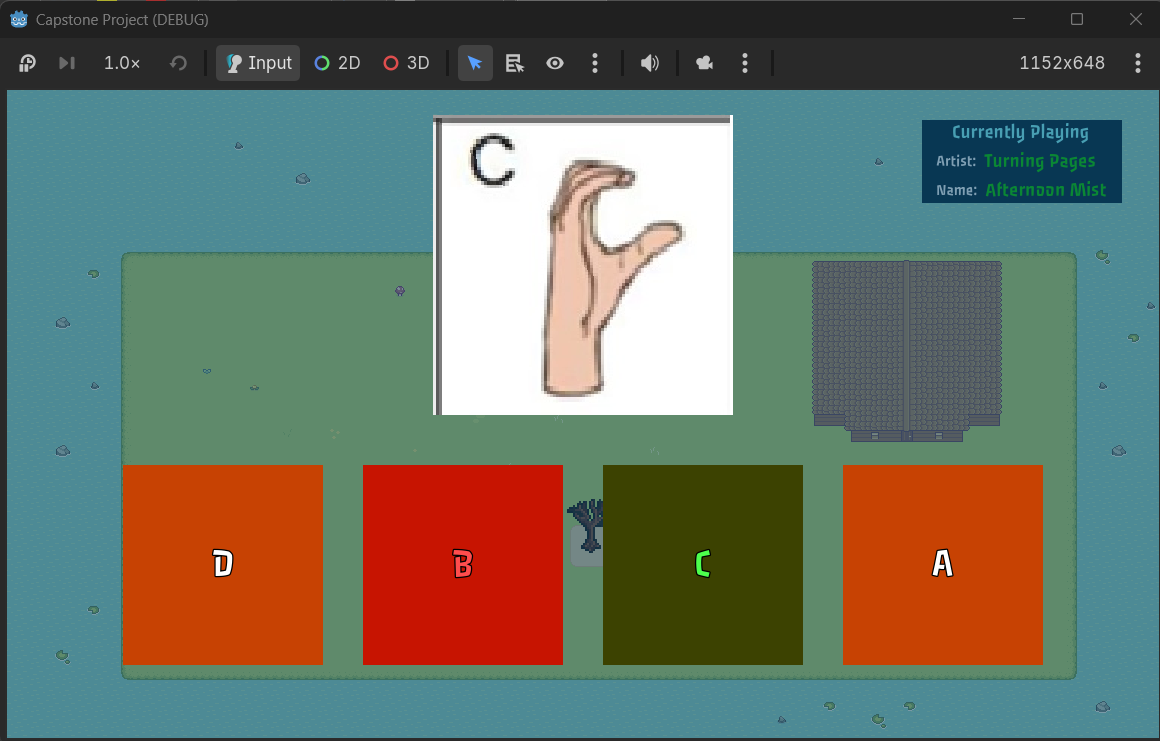 Capstone Project (DEBUG)
1.0×
Input
2D
3D
1152x648
C
Currently Playing
Artist: Turning Pages
Name: Afternoon Mist
D
B
C
A